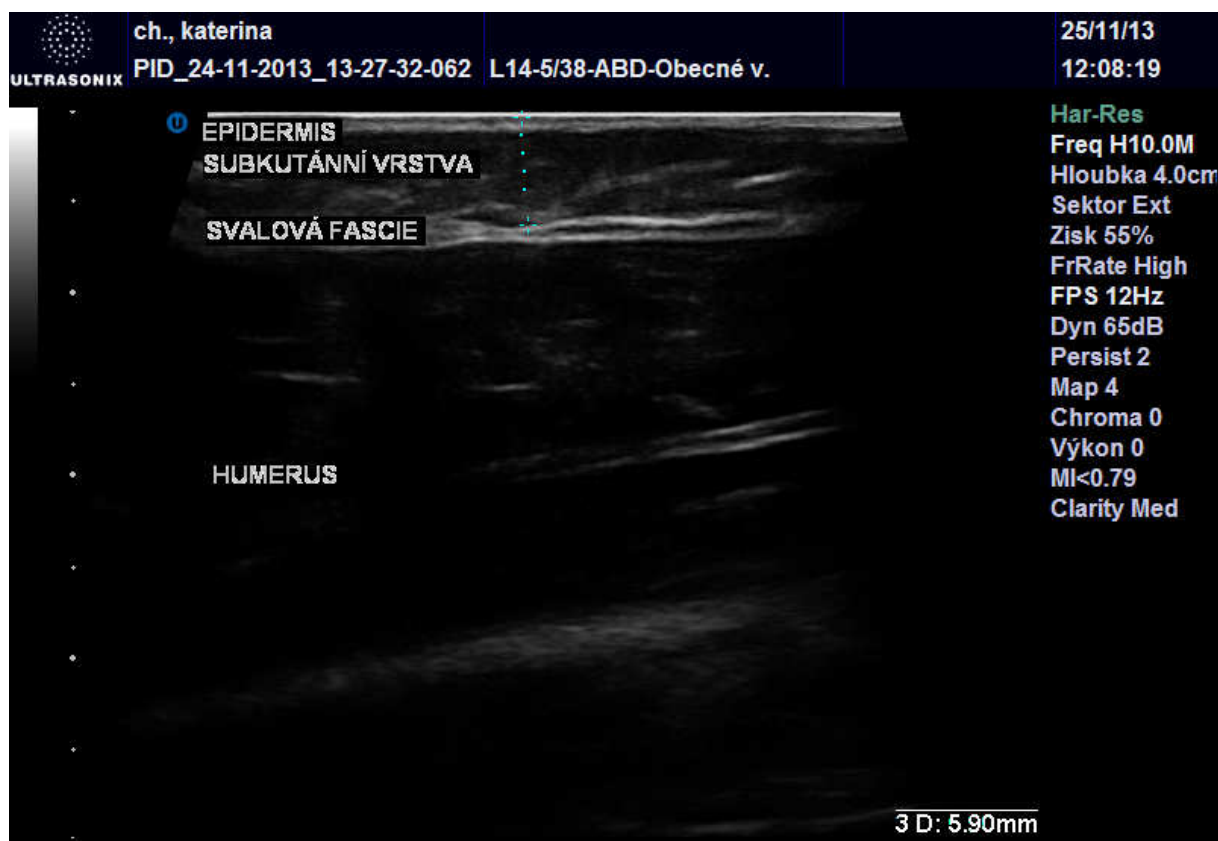 ch., katerina
25/11/13
ULTRASONIX
PID_24-11-2013_13-27-32-062
L14-5/38-ABD-Obecné v.
12:08:19
EPIDERMIS
SUBKUTÁNNÍ VRSTVA
SVALOVÁ FASCIE
HUMERUS
Har-Res
Freq H10.0M
Hloubka 4.0cm
Sektor Ext
Zisk 55%
FrRate High
FPS 12Hz
Dyn 65dB
Persist 2
Map 4
Chroma 0
Výkon 0
MI<0.79
Clarity Med
3 D: 5.90mm